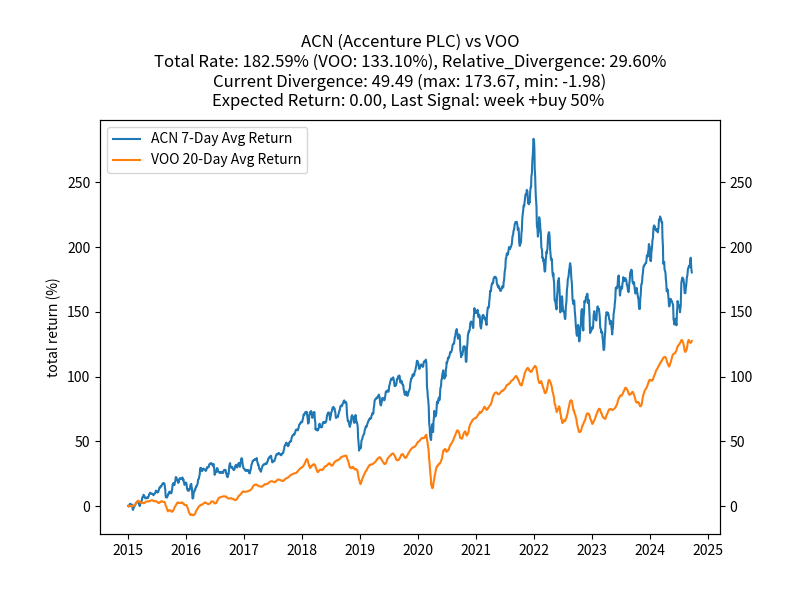 ACN (Accenture PLC) vs VOO
Total Rate: 182.59% (VOO: 133.10%), Relative_Divergence: 29.60%
Current Divergence: 49.49 (max: 173.67, min: -1.98)
Expected Return: 0.00, Last Signal: week +buy 50%
ACN 7-Day Avg Return
VOO 20-Day Avg Return
total return (%)
250 250
200 200
150 150
100 100
50 50
0 0
2015 2016 2017 2018 2019 2020 2021 2022 2023 2024 2025